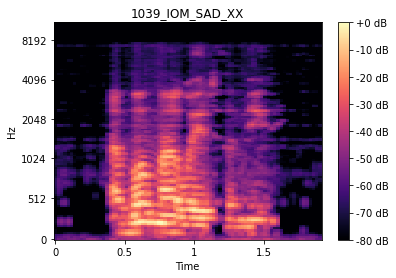 1039_IOM_SAD_XX
8192
4096
2048
1024
512
0
Hz
0
0.5
1
1.5
Time
+0 dB
-10 dB
-20 dB
-30 dB
-40 dB
-50 dB
-60 dB
-70 dB
-80 dB